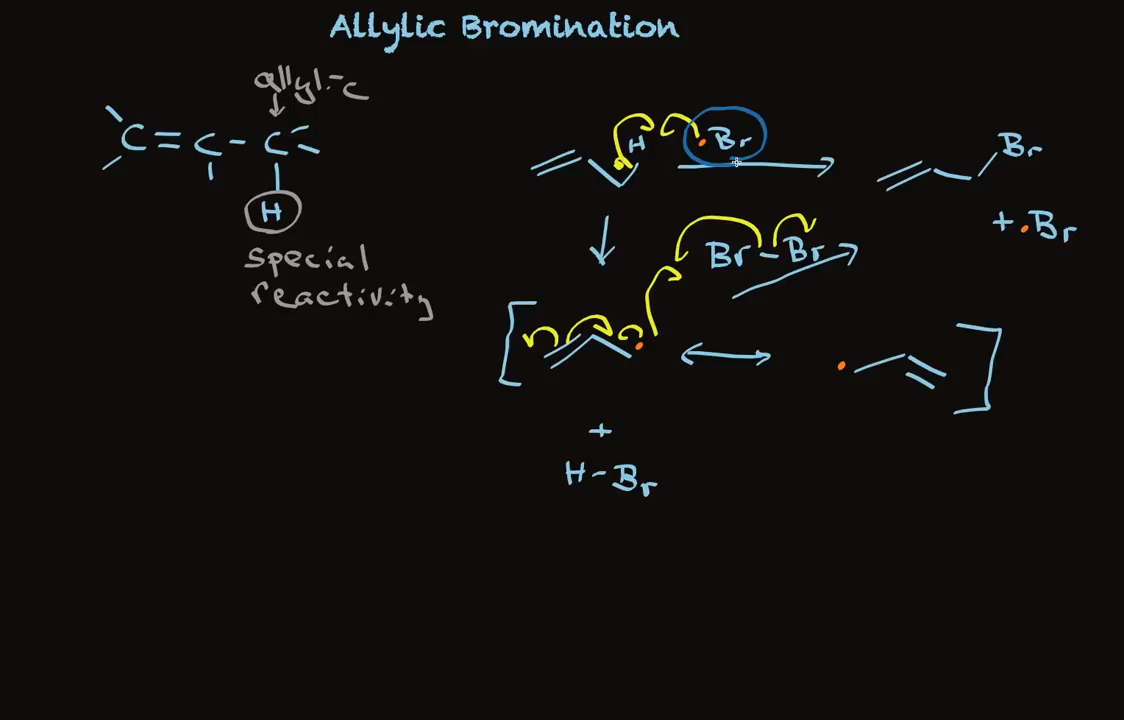 Allylic Bromination
allylic
C = C - C
H
special
reactivity
H · Br
Br
+ · Br
Br - Br
+
H - Br